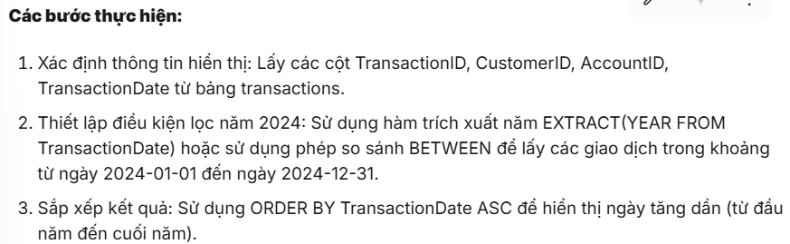 Các bước thực hiện:
1. Xác định thông tin hiển thị: Lấy các cột TransactionID, CustomerID, AccountID,
TransactionDate từ bảng transactions.
2. Thiết lập điều kiện lọc năm 2024: Sử dụng hàm trích xuất năm EXTRACT(YEAR FROM
TransactionDate) hoặc sử dụng phép so sánh BETWEEN để lấy các giao dịch trong khoảng
từ ngày 2024-01-01 đến ngày 2024-12-31.
3. Sắp xếp kết quả: Sử dụng ORDER BY TransactionDate ASC để hiển thị ngày tăng dần (từ đầu
năm đến cuối năm).